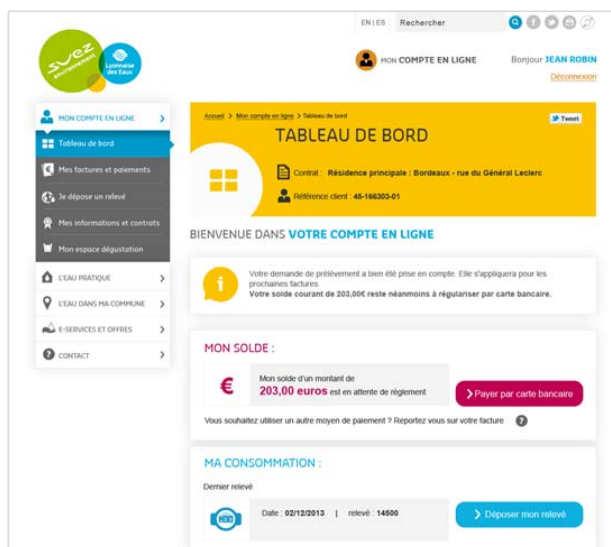 EN | ES Rechercher
suez
environnement
Lyonnaise
des Eaux
MON COMPTE EN LIGNE
Bonjour JEAN ROBIN
Déconnexion
MON COMPTE EN LIGNE
Tableau de bord
Mes factures et paiements
Je dépose un relevé
Mes informations et contrats
Mon espace dégustation
L'EAU PRATIQUE
L'EAU DANS MA COMMUNE
E-SERVICES ET OFFRES
CONTACT
Accueil > Mon compte en ligne > Tableau de bord
Tweet
TABLEAU DE BORD
Contrat : Résidence principale : Bordeaux - rue du Général Leclerc
Référence client : 45-166303-01
BIENVENUE DANS VOTRE COMPTE EN LIGNE
Votre demande de prélèvement a bien été prise en compte. Elle s'appliquera pour les
prochaines factures
Votre solde courant de 203,00€ reste néanmoins à régulariser par carte bancaire.
MON SOLDE :
€
Mon solde d'un montant de
203,00 euros est en attente de règlement
Payer par carte bancaire
Vous souhaitez utiliser un autre moyen de paiement ? Reportez vous sur votre facture ?
MA CONSOMMATION :
Dernier relevé
Date : 02/12/2013 | relevé : 14500
Déposer mon relevé